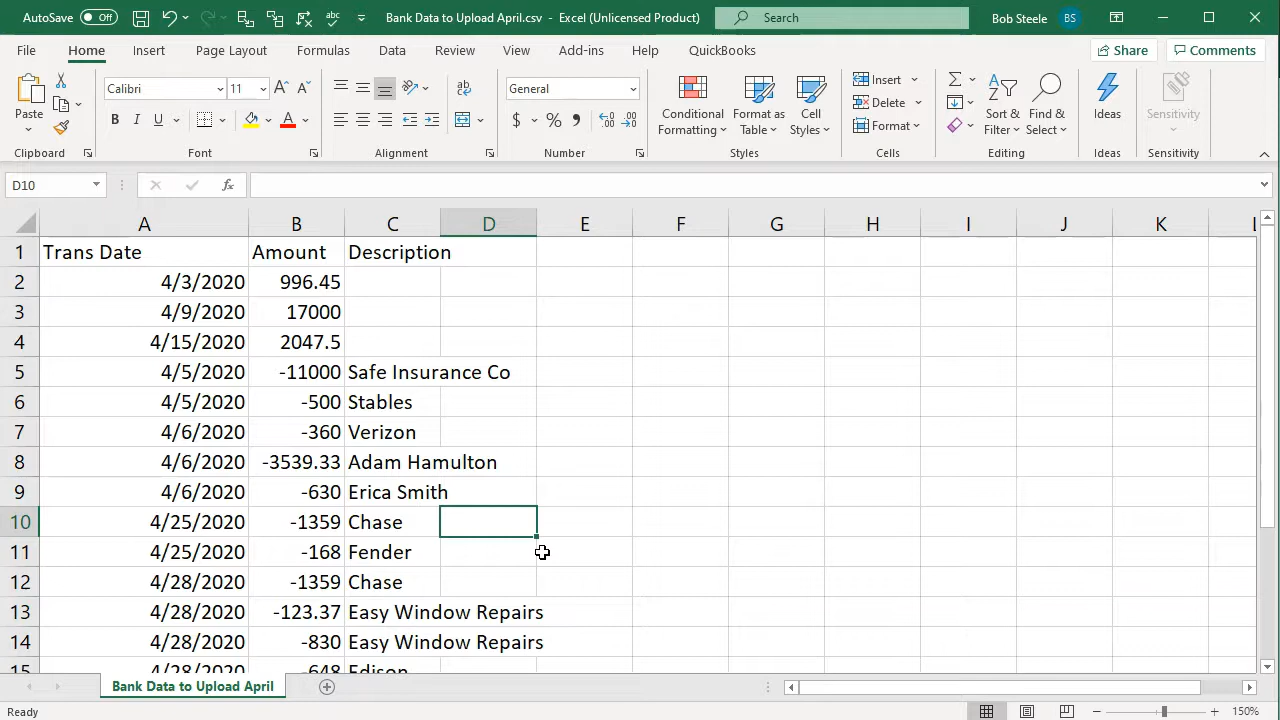 AutoSave Off Bank Data to Upload April.csv - Excel (Unlicensed Product) Search Bob Steele BS
File Home Insert Page Layout Formulas Data Review View Add-ins Help QuickBooks Share Comments
Paste Calibri 11 General Conditional Formatting Format as Table Cell Styles Insert Delete Format Sort & Filter Find & Select Ideas Sensitivity
Clipboard Font Alignment Number Styles Cells Editing Ideas Sensitivity
D10 fx
A B C D E F G H I J K L
1 Trans Date Amount Description
2 4/3/2020 996.45
3 4/9/2020 17000
4 4/15/2020 2047.5
5 4/5/2020 -11000 Safe Insurance Co
6 4/5/2020 -500 Stables
7 4/6/2020 -360 Verizon
8 4/6/2020 -3539.33 Adam Hamulton
9 4/6/2020 -630 Erica Smith
10 4/25/2020 -1359 Chase
11 4/25/2020 -168 Fender
12 4/28/2020 -1359 Chase
13 4/28/2020 -123.37 Easy Window Repairs
14 4/28/2020 -830 Easy Window Repairs
15 4/28/2020 -648 Edison
Bank Data to Upload April
Ready 150%